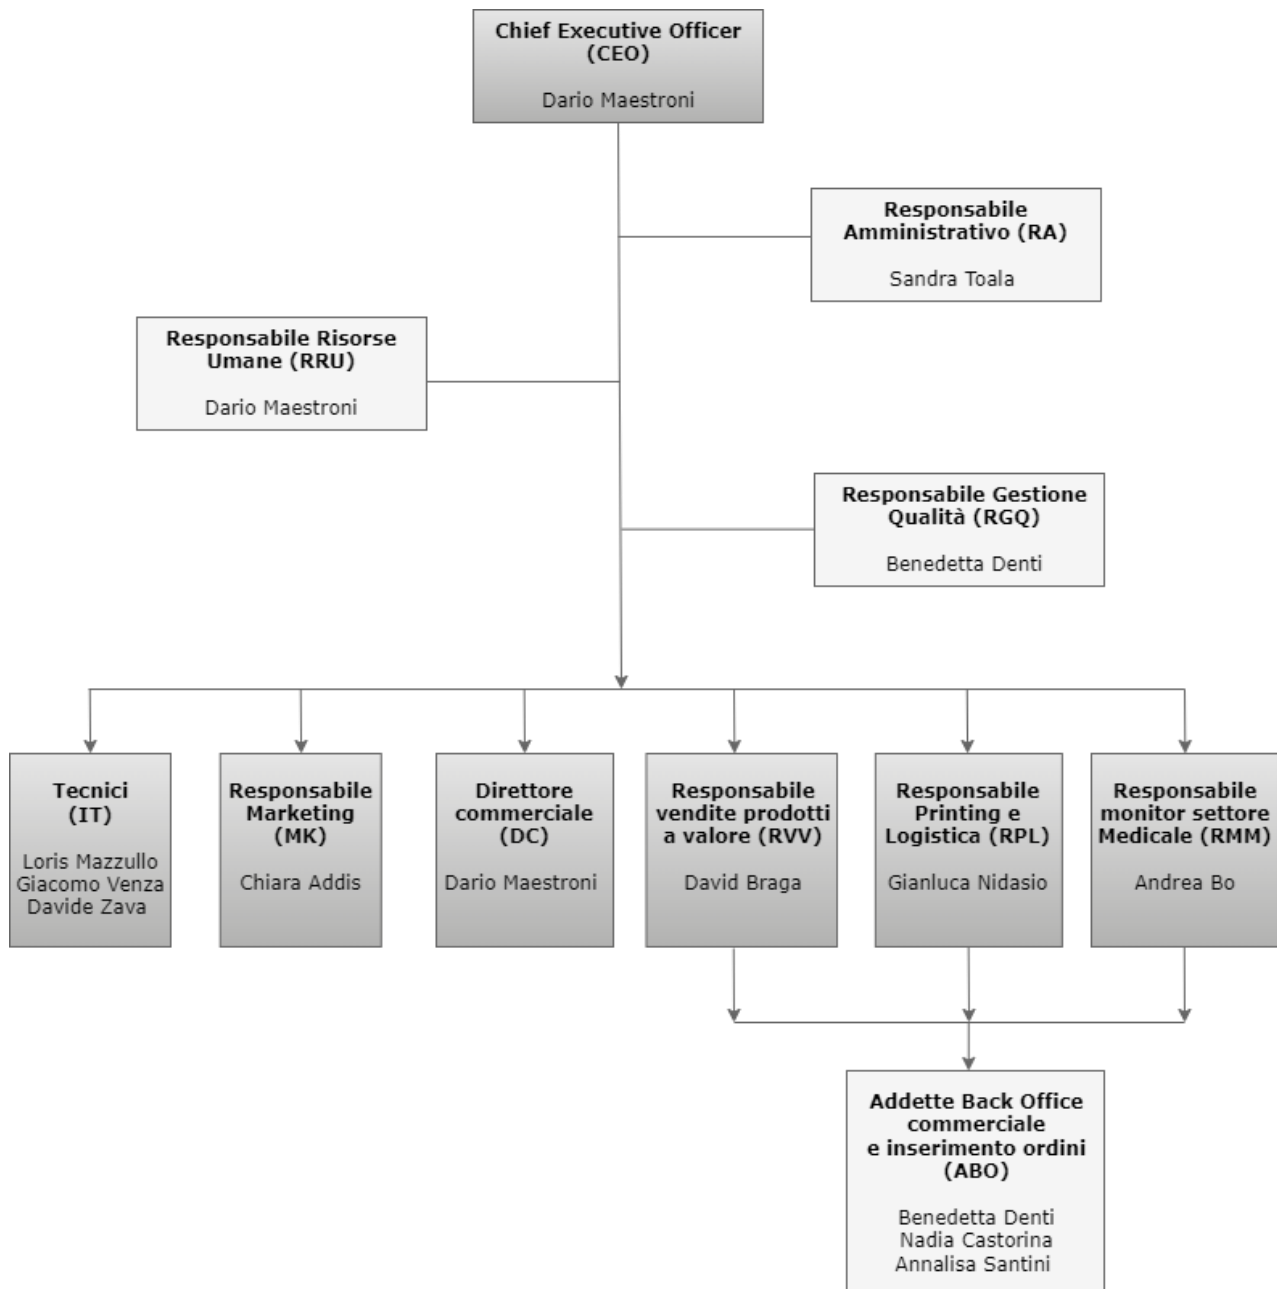 Chief Executive Officer
(CEO)
Dario Maestroni
Responsabile
Amministrativo (RA)
Sandra Toala
Responsabile Risorse
Umane (RRU)
Dario Maestroni
Responsabile Gestione
Qualità (RGQ)
Benedetta Denti
Tecnici
(IT)
Loris Mazzullo
Giacomo Venza
Davide Zava
Responsabile
Marketing
(MK)
Chiara Addis
Direttore
commerciale
(DC)
Dario Maestroni
Responsabile
vendite prodotti
a valore (RVV)
David Braga
Responsabile
Printing e
Logistica (RPL)
Gianluca Nidasio
Responsabile
monitor settore
Medicale (RMM)
Andrea Bo
Addette Back Office
commerciale
e inserimento ordini
(ABO)
Benedetta Denti
Nadia Castorina
Annalisa Santini